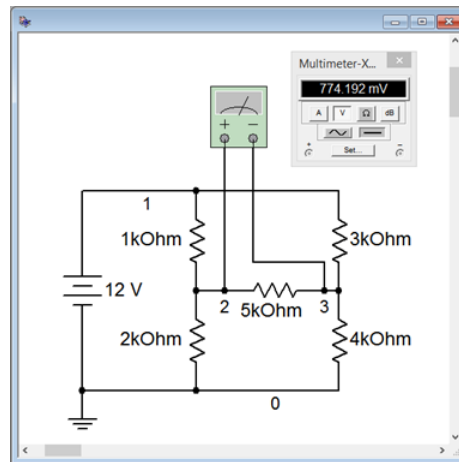 Multimeter-X...
774.192 mV
A V Ω dB
+ Set... −
+ −
1
1kOhm 3kOhm
12 V
2 5kOhm 3
2kOhm 4kOhm
0